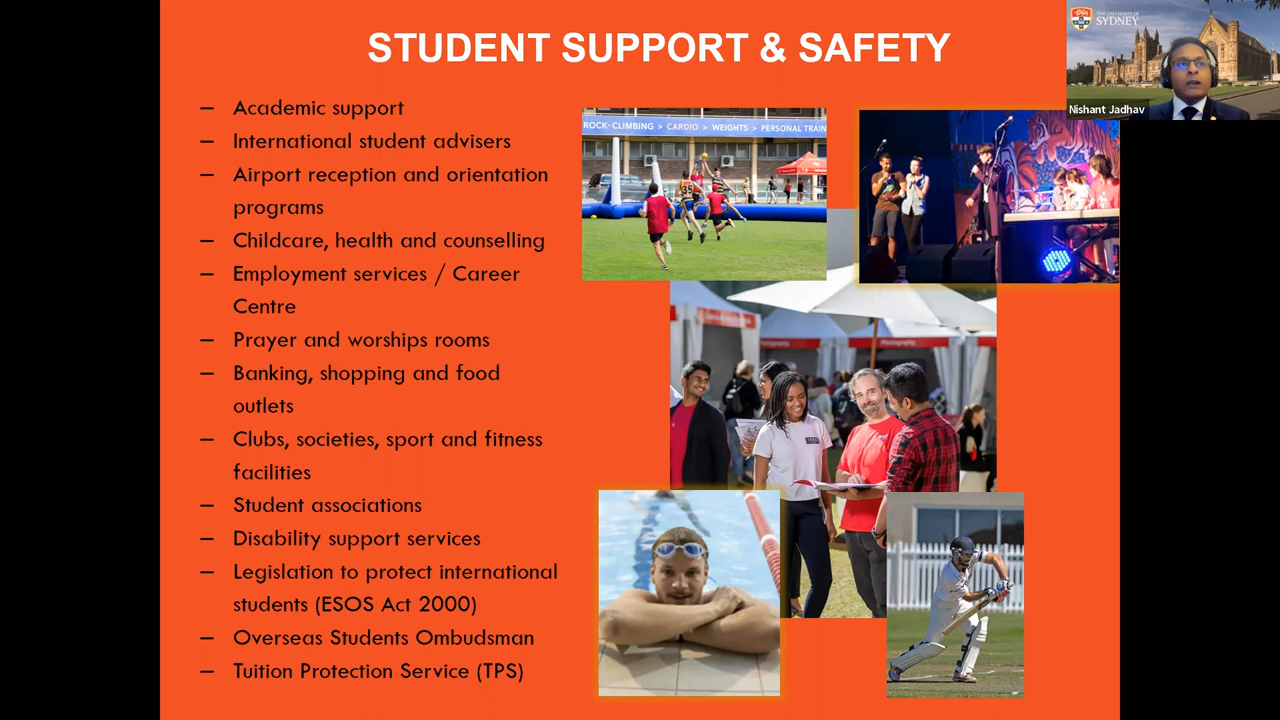 STUDENT SUPPORT & SAFETY
THE UNIVERSITY OF
SYDNEY
Nishant Jadhav
– Academic support
– International student advisers
– Airport reception and orientation
programs
– Childcare, health and counselling
– Employment services / Career
Centre
– Prayer and worships rooms
– Banking, shopping and food
outlets
– Clubs, societies, sport and fitness
facilities
– Student associations
– Disability support services
– Legislation to protect international
students (ESOS Act 2000)
– Overseas Students Ombudsman
– Tuition Protection Service (TPS)
ROCK-CLIMBING > CARDIO > WEIGHTS > PERSONAL TRAIN
35
Photography
Photography